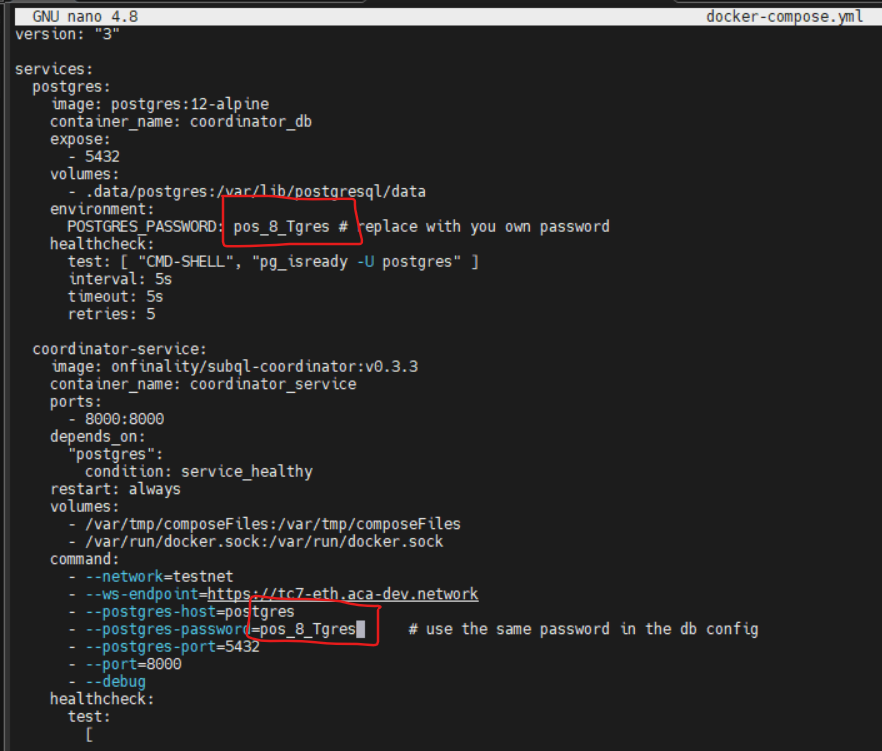 GNU nano 4.8 docker-compose.yml
version: "3"
services:
postgres:
image: postgres:12-alpine
container_name: coordinator_db
expose:
- 5432
volumes:
- .data/postgres:/var/lib/postgresql/data
environment:
POSTGRES_PASSWORD: pos_8_Tgres # replace with you own password
healthcheck:
test: [ "CMD-SHELL", "pg_isready -U postgres" ]
interval: 5s
timeout: 5s
retries: 5
coordinator-service:
image: onfinality/subql-coordinator:v0.3.3
container_name: coordinator_service
ports:
- 8000:8000
depends_on:
"postgres":
condition: service_healthy
restart: always
volumes:
- /var/tmp/composeFiles:/var/tmp/composeFiles
- /var/run/docker.sock:/var/run/docker.sock
command:
- --network=testnet
- --ws-endpoint=https://tc7-eth.aca-dev.network
- --postgres-host=postgres
- --postgres-password=pos_8_Tgres # use the same password in the db config
- --postgres-port=5432
- --port=8000
- --debug
healthcheck:
test:
[